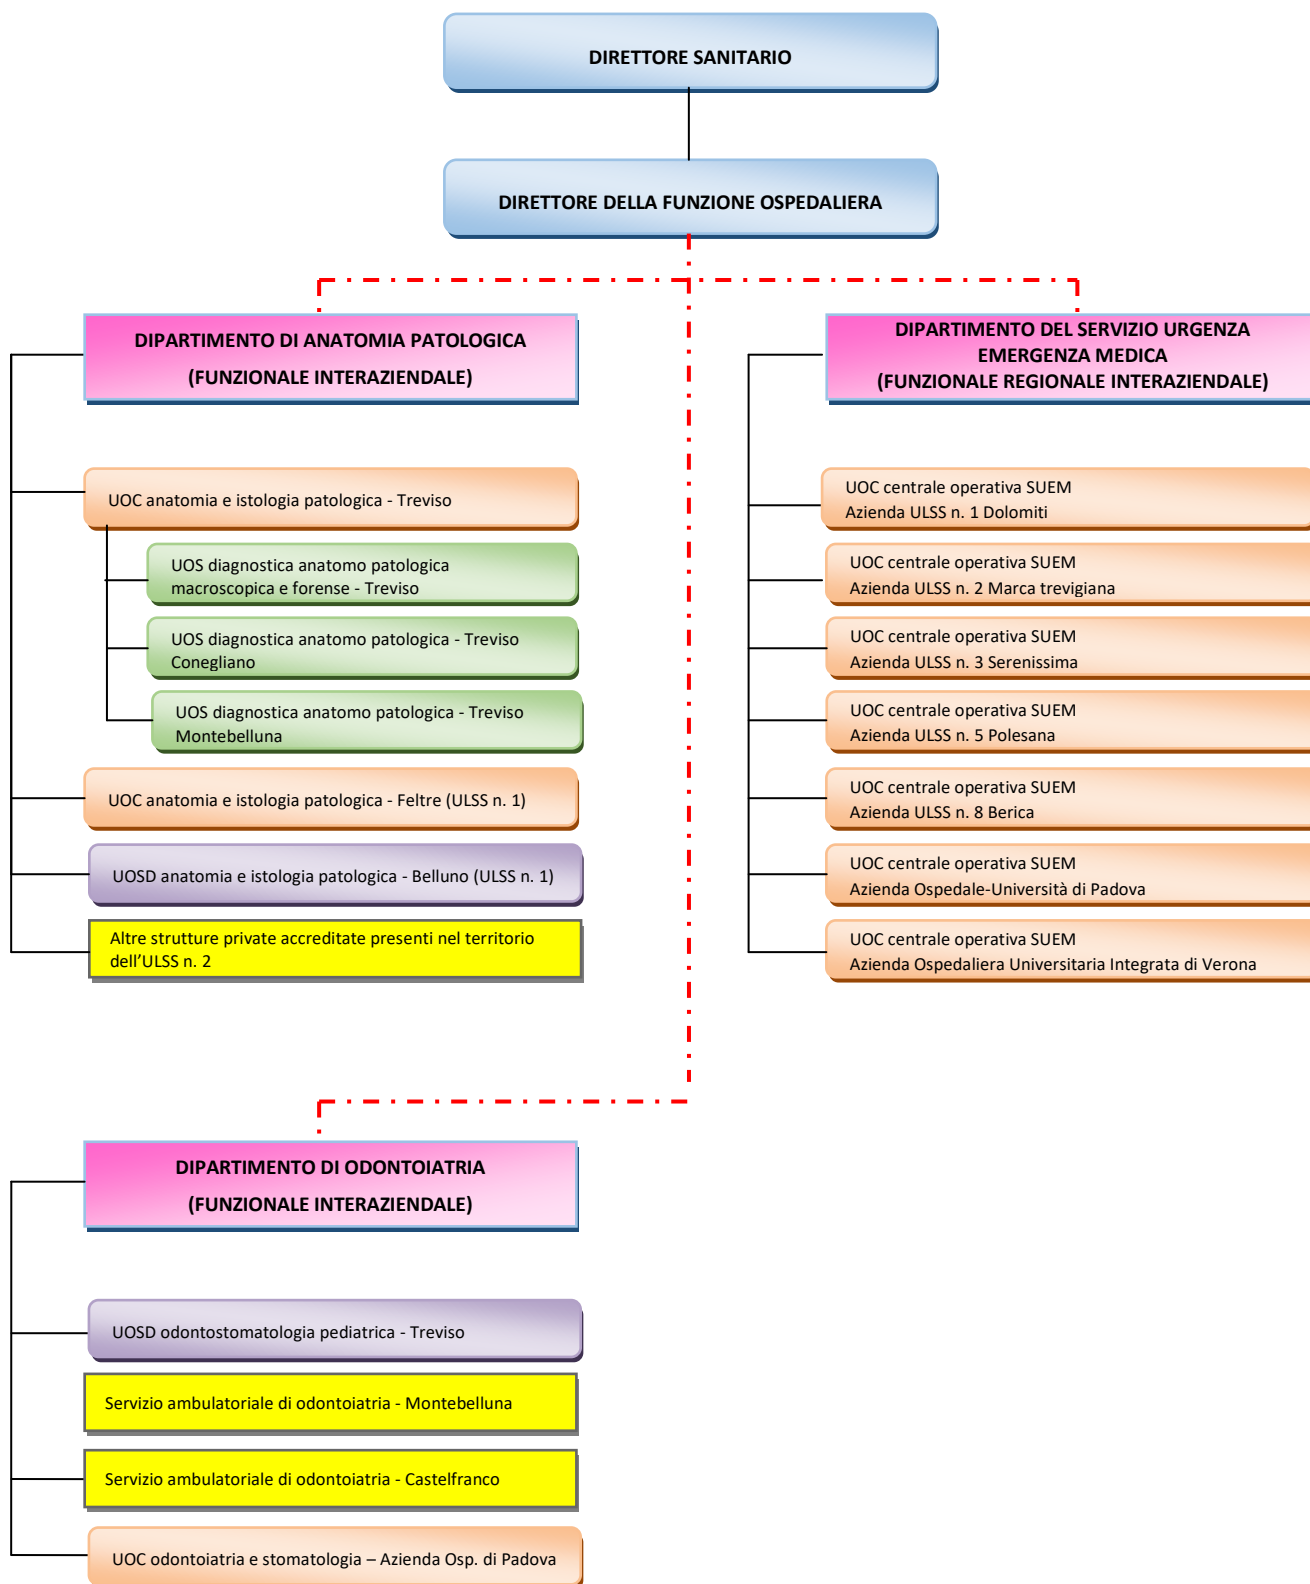 DIRETTORE SANITARIO
DIRETTORE DELLA FUNZIONE OSPEDALIERA
DIPARTIMENTO DI ANATOMIA PATOLOGICA
(FUNZIONALE INTERAZIENDALE)
UOC anatomia e istologia patologica - Treviso
UOS diagnostica anatomo patologica
macroscopica e forense - Treviso
UOS diagnostica anatomo patologica - Treviso
Conegliano
UOS diagnostica anatomo patologica - Treviso
Montebelluna
UOC anatomia e istologia patologica - Feltre (ULSS n. 1)
UOSD anatomia e istologia patologica - Belluno (ULSS n. 1)
Altre strutture private accreditate presenti nel territorio
dell’ULSS n. 2
DIPARTIMENTO DEL SERVIZIO URGENZA
EMERGENZA MEDICA
(FUNZIONALE REGIONALE INTERAZIENDALE)
UOC centrale operativa SUEM
Azienda ULSS n. 1 Dolomiti
UOC centrale operativa SUEM
Azienda ULSS n. 2 Marca trevigiana
UOC centrale operativa SUEM
Azienda ULSS n. 3 Serenissima
UOC centrale operativa SUEM
Azienda ULSS n. 5 Polesana
UOC centrale operativa SUEM
Azienda ULSS n. 8 Berica
UOC centrale operativa SUEM
Azienda Ospedale-Università di Padova
UOC centrale operativa SUEM
Azienda Ospedaliera Universitaria Integrata di Verona
DIPARTIMENTO DI ODONTOIATRIA
(FUNZIONALE INTERAZIENDALE)
UOSD odontostomatologia pediatrica - Treviso
Servizio ambulatoriale di odontoiatria - Montebelluna
Servizio ambulatoriale di odontoiatria - Castelfranco
UOC odontoiatria e stomatologia – Azienda Osp. di Padova